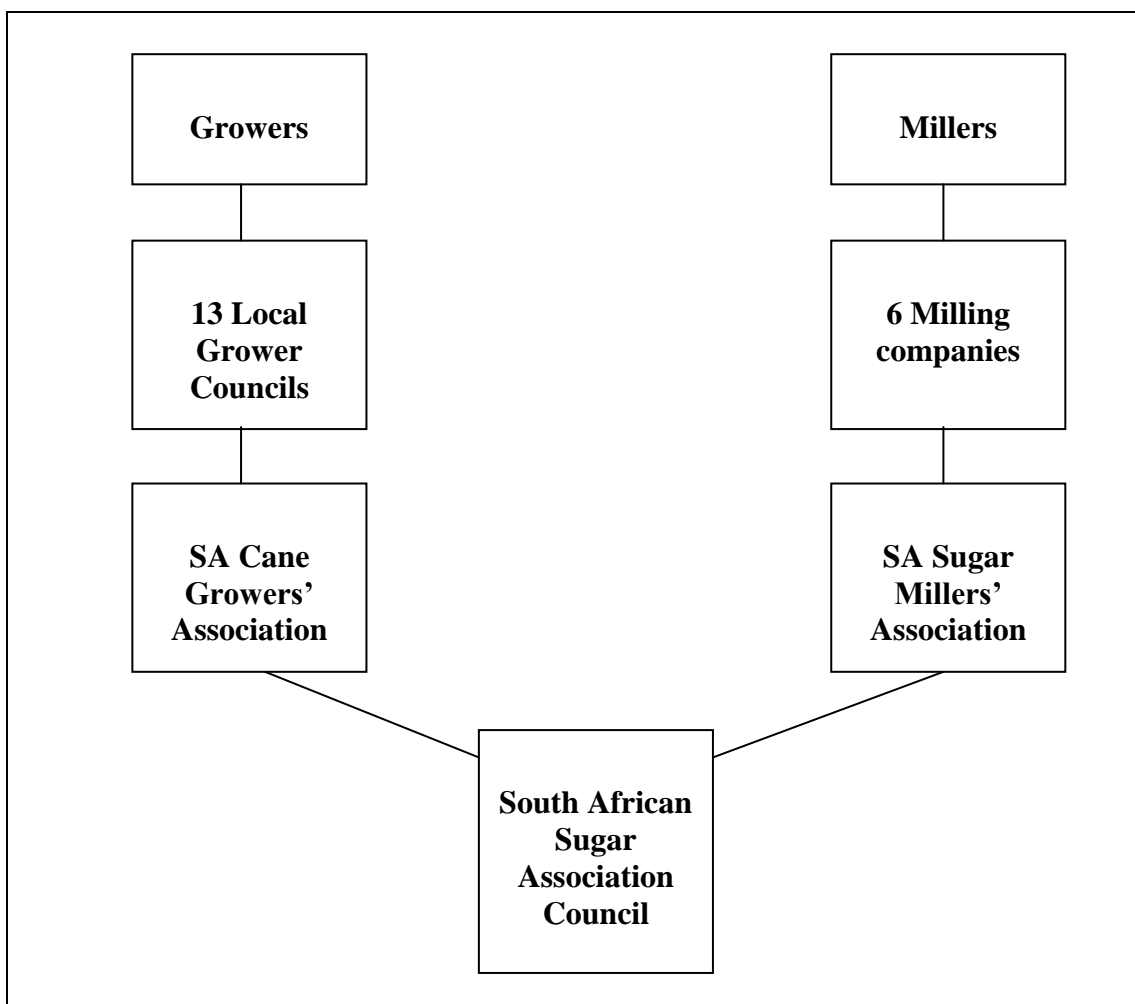 Growers
Millers
13 Local
Grower
Councils
6 Milling
companies
SA Cane
Growers’
Association
SA Sugar
Millers’
Association
South African
Sugar
Association
Council